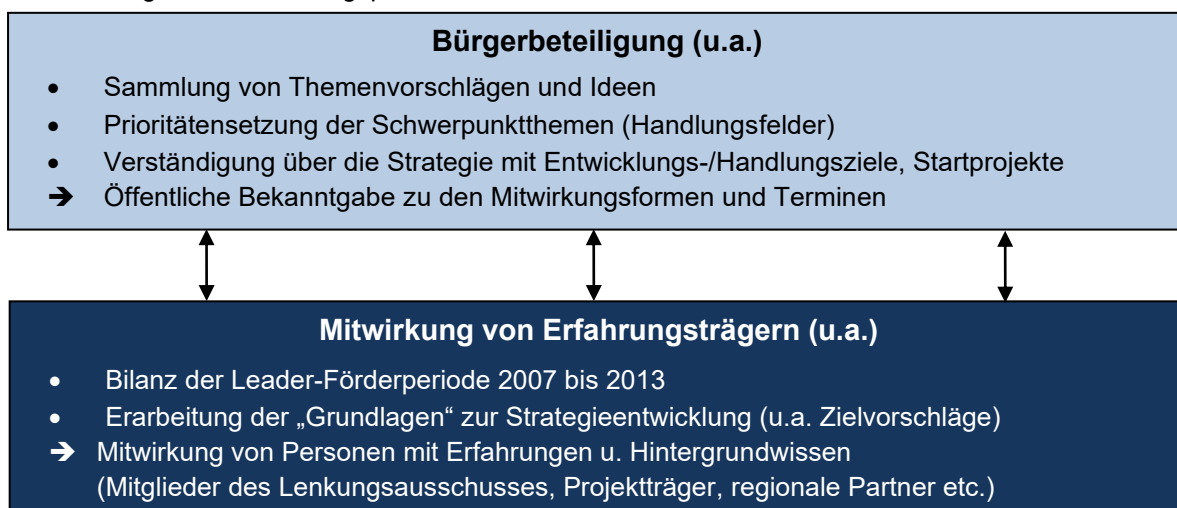 Bürgerbeteiligung (u.a.)
• Sammlung von Themenvorschlägen und Ideen
• Prioritätensetzung der Schwerpunktthemen (Handlungsfelder)
• Verständigung über die Strategie mit Entwicklungs-/Handlungsziele, Startprojekte
➔ Öffentliche Bekanntgabe zu den Mitwirkungsformen und Terminen
Mitwirkung von Erfahrungsträgern (u.a.)
• Bilanz der Leader-Förderperiode 2007 bis 2013
• Erarbeitung der „Grundlagen“ zur Strategieentwicklung (u.a. Zielvorschläge)
➔ Mitwirkung von Personen mit Erfahrungen u. Hintergrundwissen
(Mitglieder des Lenkungsausschusses, Projektträger, regionale Partner etc.)